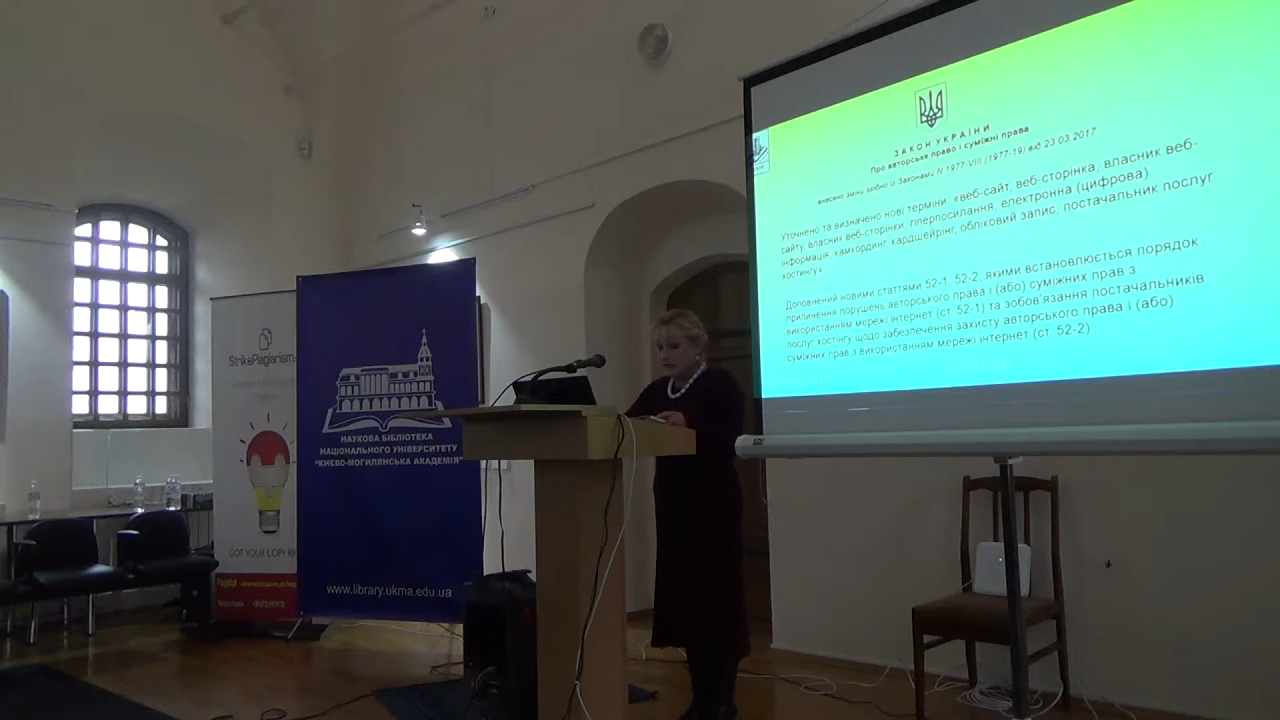 StrikePlagiarism
GOT YOUR COPY RI
НАУКОВА БІБЛІОТЕКА
НАЦІОНАЛЬНОГО УНІВЕРСИТЕТУ
"КИЄВО-МОГИЛЯНСЬКА АКАДЕМІЯ"
www.library.ukma.edu.ua
ЗАКОН УКРАЇНИ
Про авторське право і суміжні права
внесено зміни згідно із Законами N 1977-VIII (1977-19) від 23.03.2017
Уточнено та визначено нові терміни: «веб-сайт, веб-сторінка, власник веб-
сайту, власник веб-сторінки, гіперпосилання, електронна (цифрова)
інформація, камкординг, кардшейрінг, обліковий запис, постачальник послуг
хостингу»
Доповнений новими статтями 52-1, 52-2, якими встановлюється порядок
припинення порушень авторського права і (або) суміжних прав з
використанням мережі інтернет (ст. 52-1) та зобов'язання постачальників
послуг хостингу щодо забезпечення захисту авторського права і (або)
суміжних прав з використанням мережі інтернет (ст. 52-2)